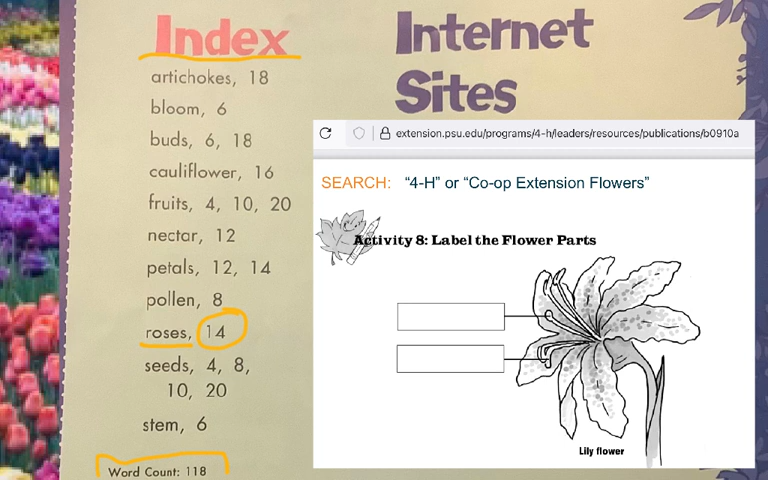 Index
artichokes, 18
bloom, 6
buds, 6, 18
cauliflower, 16
fruits, 4, 10, 20
nectar, 12
petals, 12, 14
pollen, 8
roses, 14
seeds, 4, 8,
10, 20
stem, 6
Word Count: 118
Internet
Sites
extension.psu.edu/programs/4-h/leaders/resources/publications/b0910a
SEARCH: “4-H” or “Co-op Extension Flowers”
Activity 8: Label the Flower Parts
Lily flower